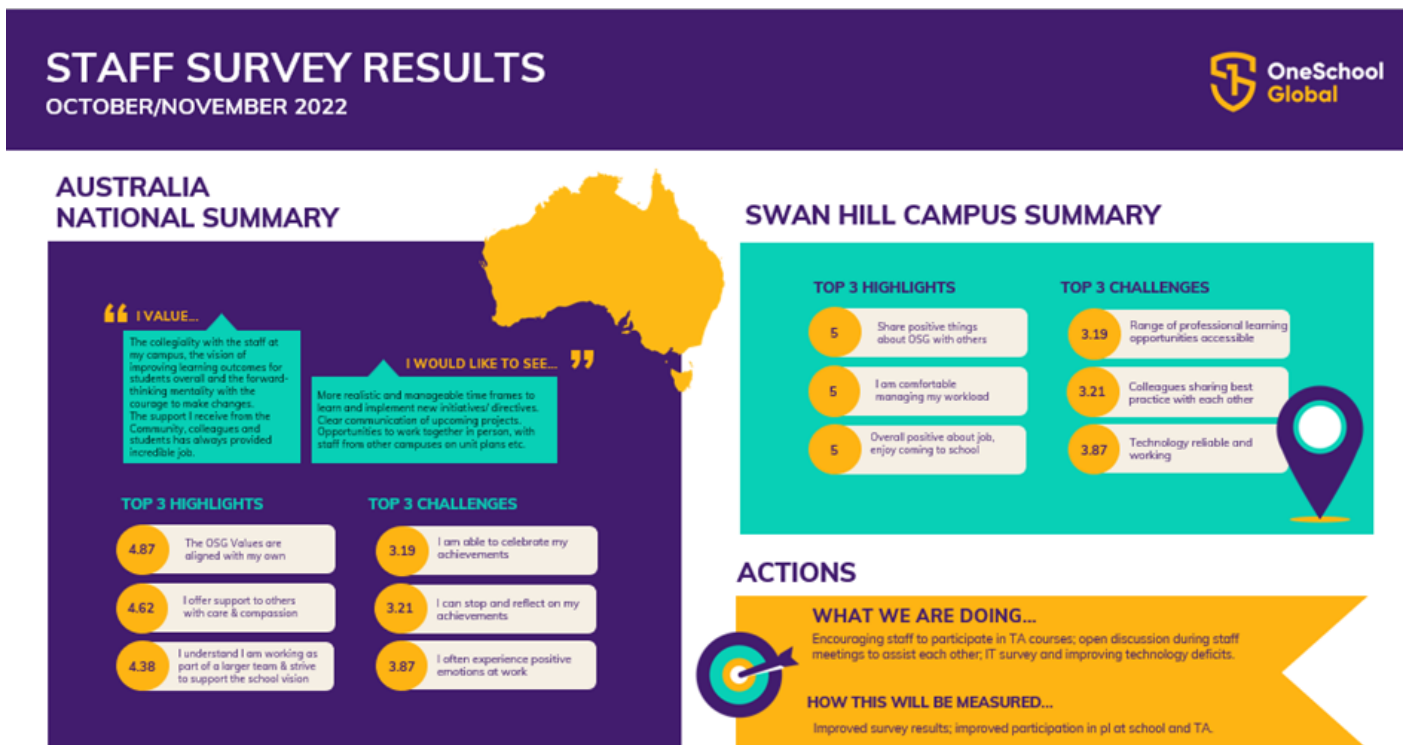 STAFF SURVEY RESULTS
OCTOBER/NOVEMBER 2022
OneSchool
Global
AUSTRALIA
NATIONAL SUMMARY
“ I VALUE...
The collegiality with the staff at
my campus, the vision of
improving learning outcomes for
students overall and the forward-
thinking mentality with the
courage to make changes.
The support I receive from the
Community, colleagues and
students has always provided
incredible job.
I WOULD LIKE TO SEE... ”
More realistic and manageable time frames to
learn and implement new initiatives/ directives.
Clear communication of upcoming projects.
Opportunities to work together in person, with
staff from other campuses on unit plans etc.
TOP 3 HIGHLIGHTS
4.87
The OSG Values are
aligned with my own
4.62
I offer support to others
with care & compassion
4.38
I understand I am working as
part of a larger team & strive
to support the school vision
TOP 3 CHALLENGES
3.19
I am able to celebrate my
achievements
3.21
I can stop and reflect on my
achievements
3.87
I often experience positive
emotions at work
SWAN HILL CAMPUS SUMMARY
TOP 3 HIGHLIGHTS
5
Share positive things
about OSG with others
5
I am comfortable
managing my workload
5
Overall positive about job,
enjoy coming to school
TOP 3 CHALLENGES
3.19
Range of professional learning
opportunities accessible
3.21
Colleagues sharing best
practice with each other
3.87
Technology reliable and
working
ACTIONS
WHAT WE ARE DOING...
Encouraging staff to participate in TA courses; open discussion during staff
meetings to assist each other; IT survey and improving technology deficits.
HOW THIS WILL BE MEASURED...
Improved survey results; improved participation in pl at school and TA.